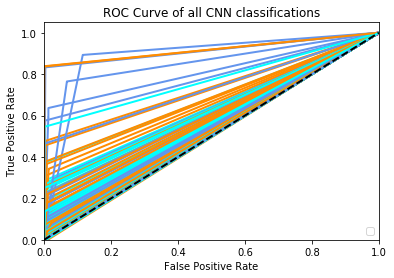 ROC Curve of all CNN classifications
1.0
0.8
0.6
0.4
0.2
0.0
True Positive Rate
0.0 0.2 0.4 0.6 0.8 1.0
False Positive Rate